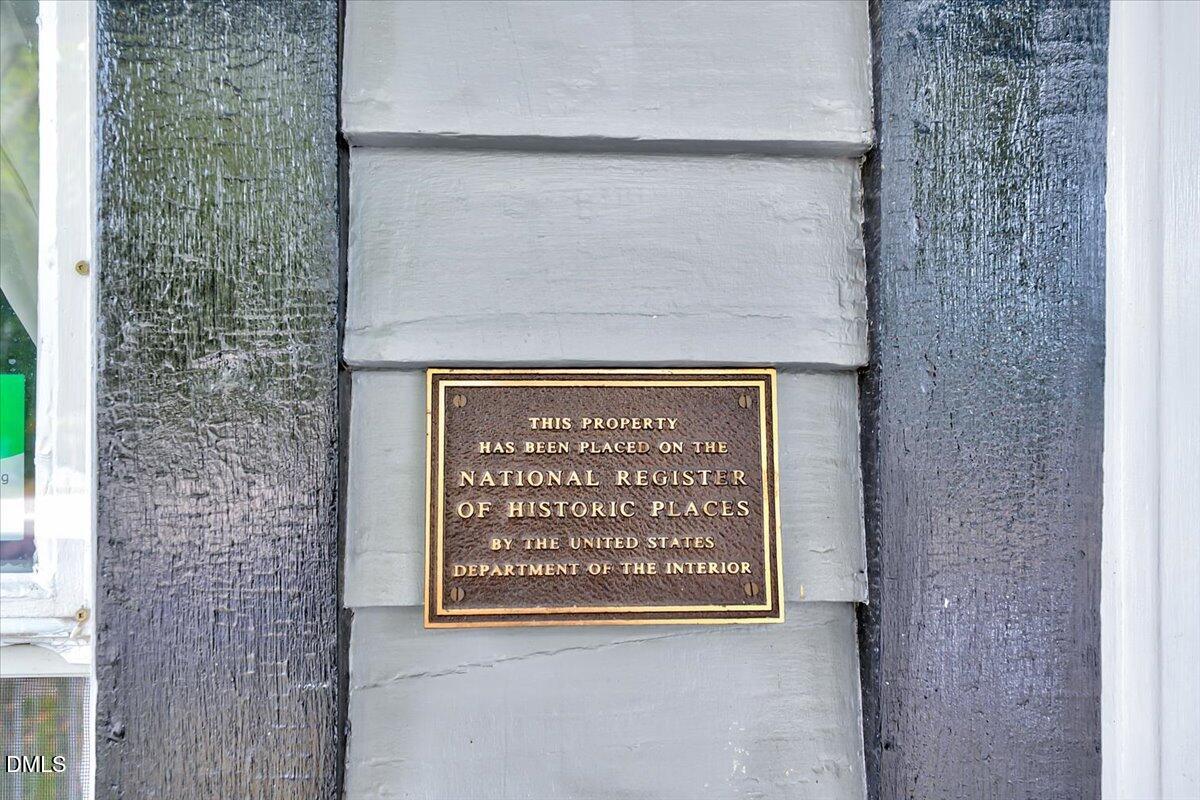 THIS PROPERTY
HAS BEEN PLACED ON THE
NATIONAL REGISTER
OF HISTORIC PLACES
BY THE UNITED STATES
DEPARTMENT OF THE INTERIOR
DMLS